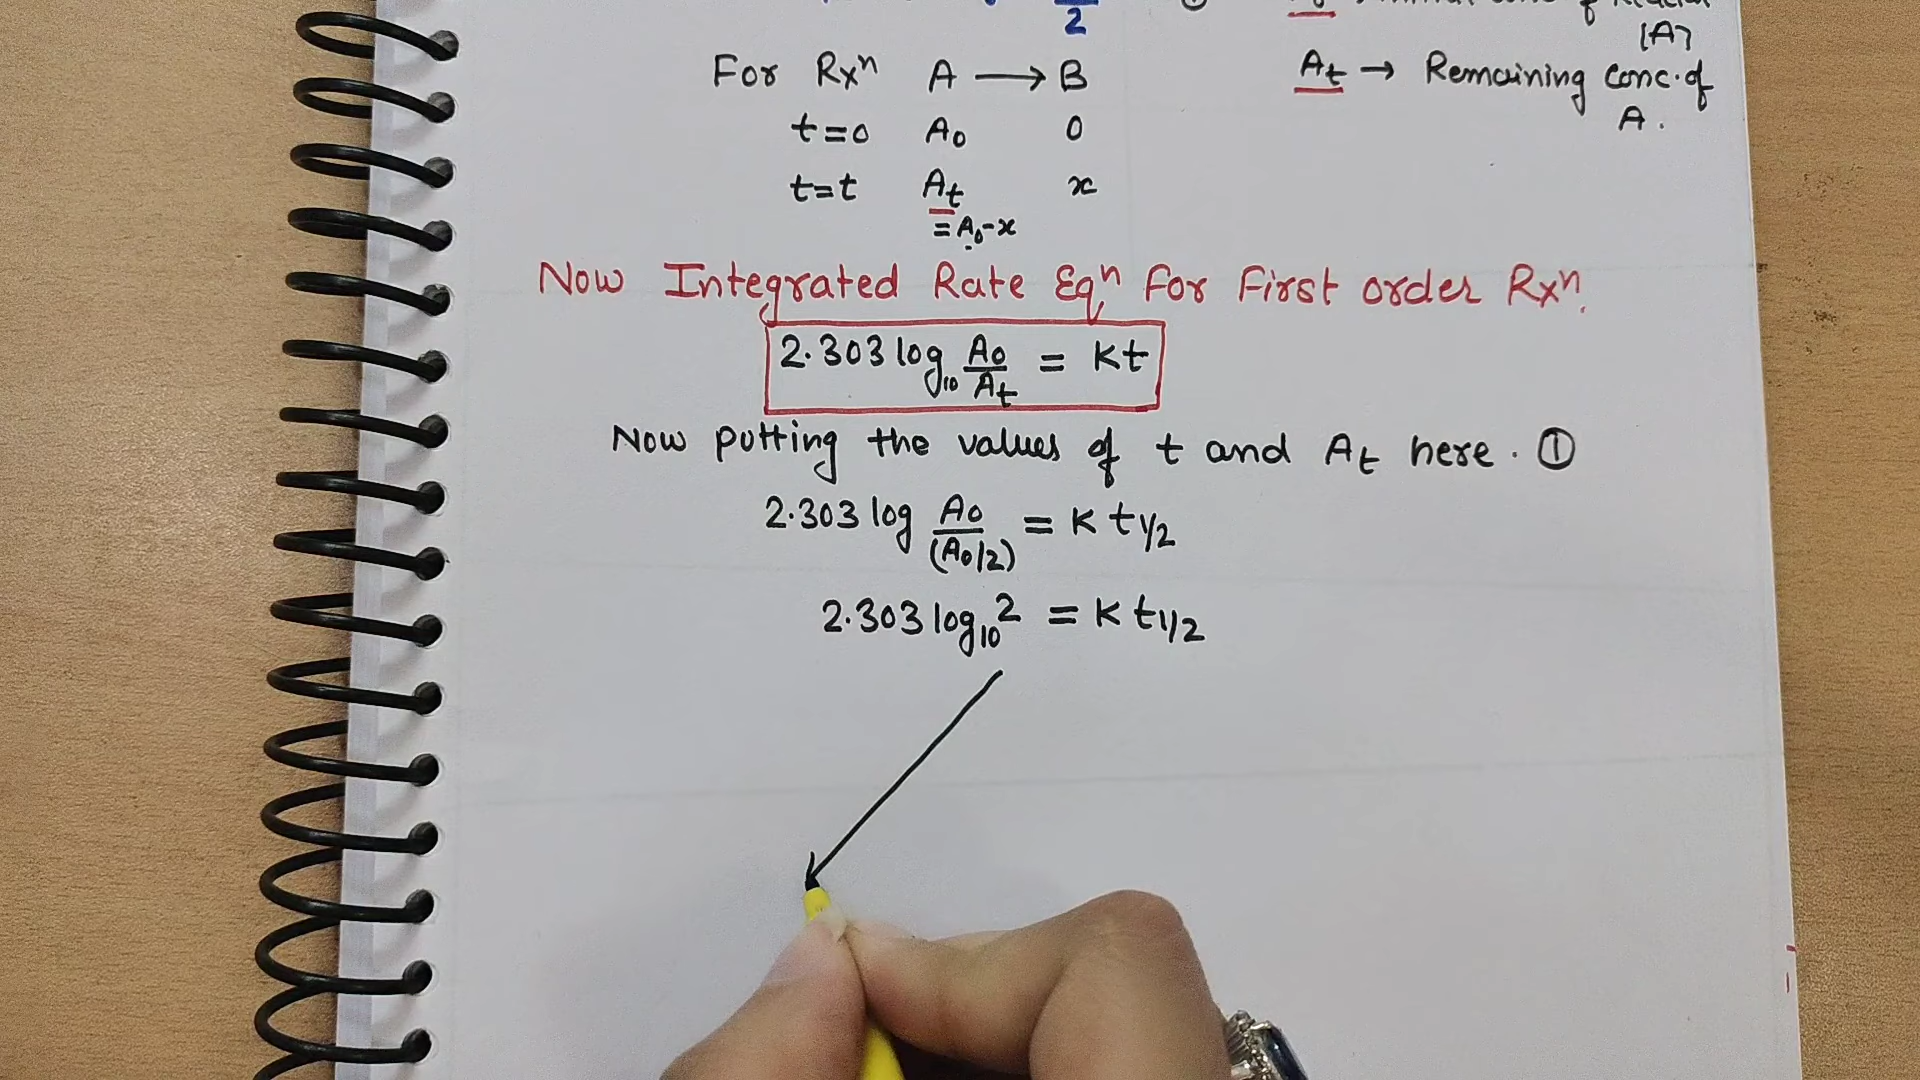 2
[A]
For Rxⁿ A ⟶ B
At → Remaining Conc. of A.
t=0 A₀ 0
t=t At x
= A₀-x
Now Integrated Rate Eqⁿ for First order Rxⁿ.
2.303 log₁₀ A₀/At = Kt
Now putting the values of t and At here. ①
2.303 log A₀/(A₀/2) = K t1/2
2.303 log₁₀2 = K t1/2